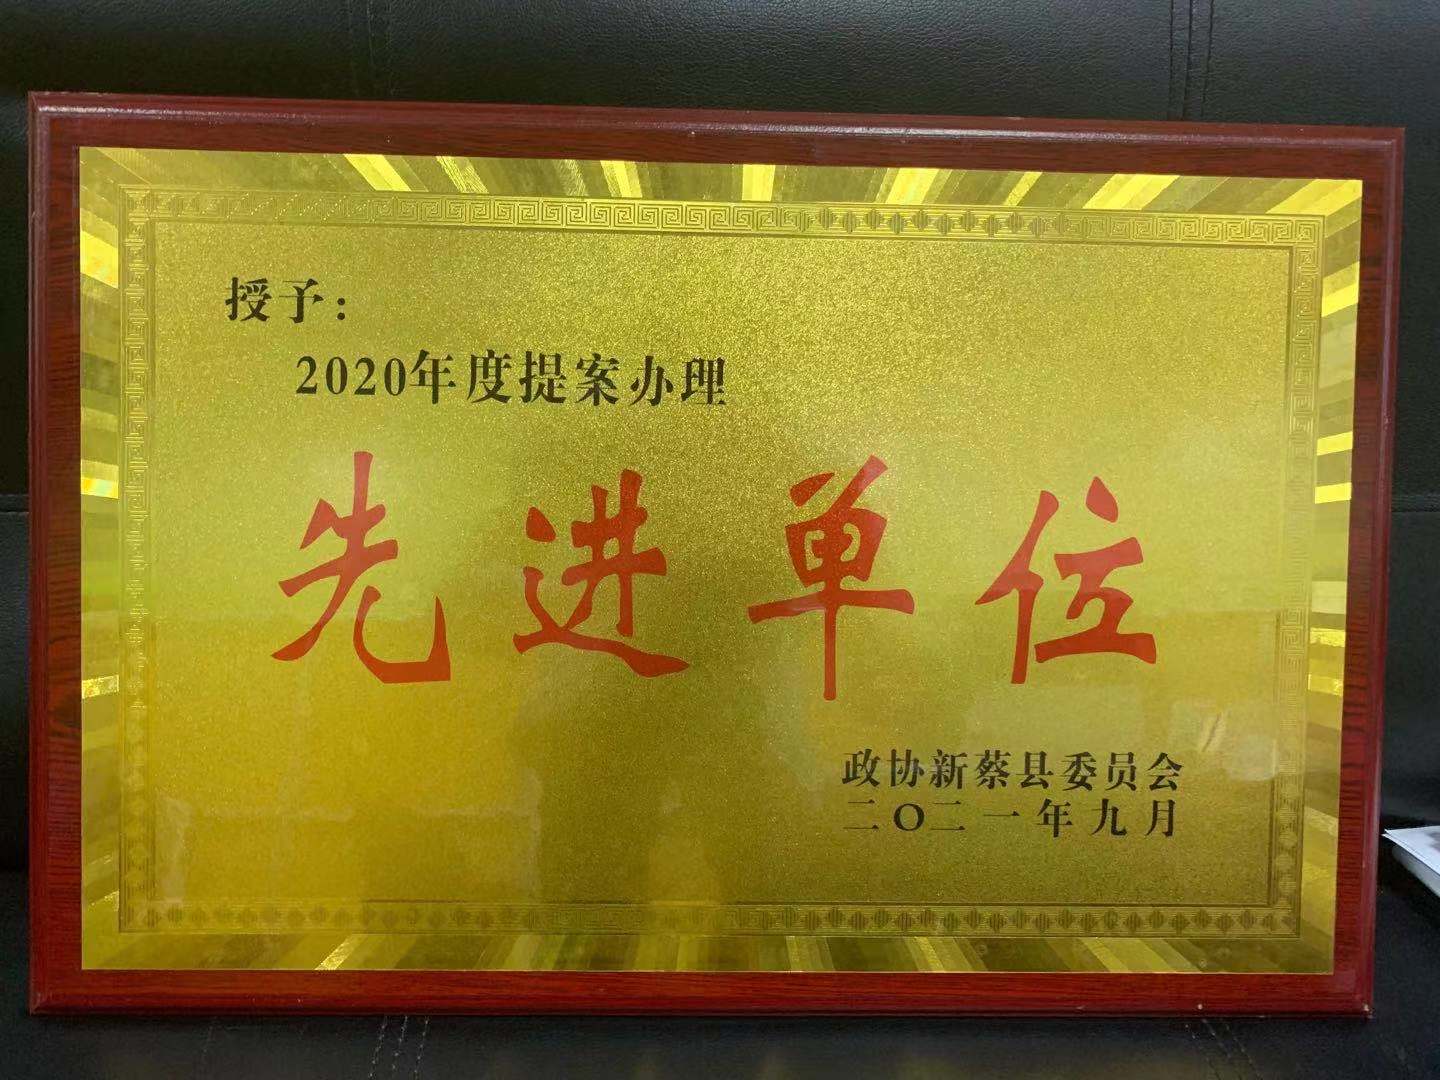 授予：
2020年度提案办理
先进单位
政协新蔡县委员会
二〇二一年九月